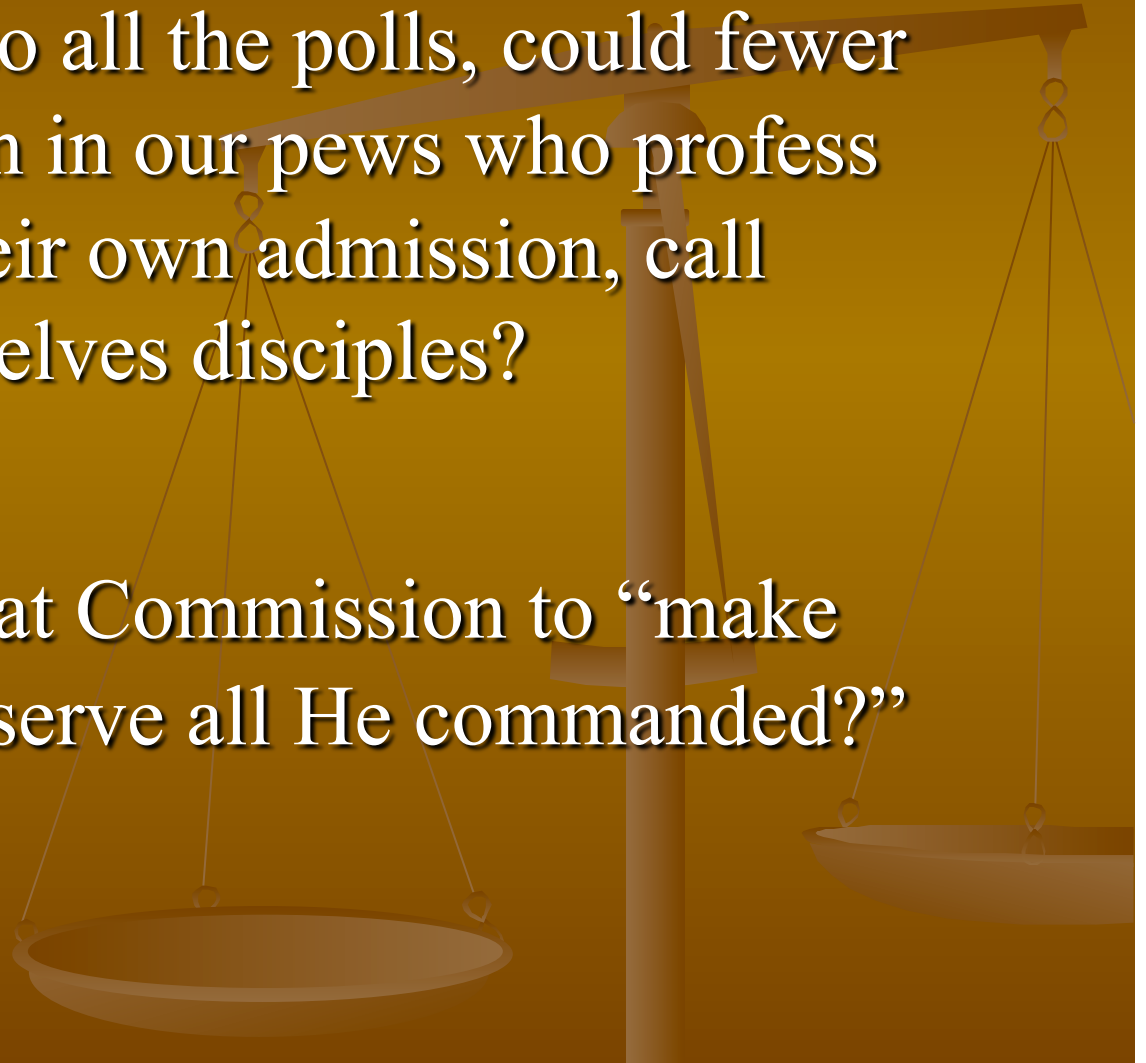 o all the polls, could fewer
n in our pews who profess
eir own admission, call
elves disciples?
at Commission to “make
serve all He commanded?”